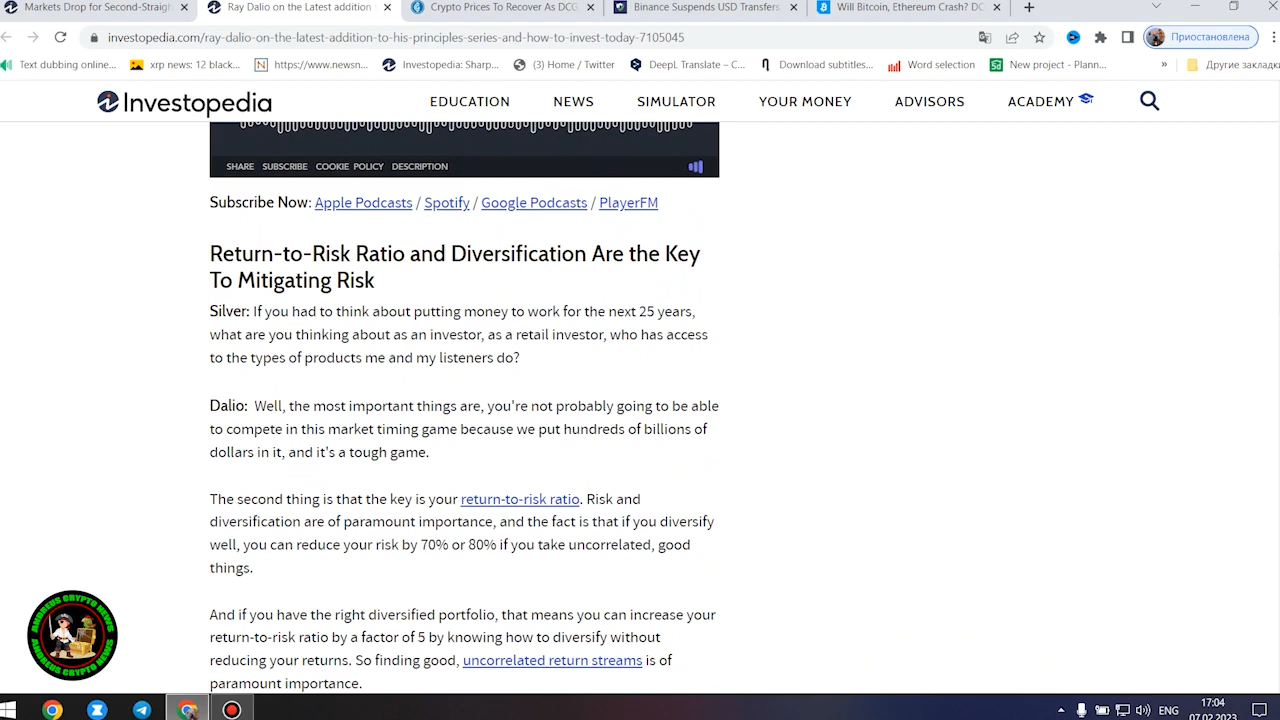 Markets Drop for Second-Straigh
Ray Dalio on the Latest addition
Crypto Prices To Recover As DCG
Binance Suspends USD Transfers
Will Bitcoin, Ethereum Crash? DC
investopedia.com/ray-dalio-on-the-latest-addition-to-his-principles-series-and-how-to-invest-today-7105045
Приостановлена
Text dubbing online...
xrp news: 12 black...
https://www.newsn...
Investopedia: Sharp...
(3) Home / Twitter
DeepL Translate – C...
Download subtitles...
Word selection
New project - Plann...
»
Другие закладки
Investopedia
EDUCATION
NEWS
SIMULATOR
YOUR MONEY
ADVISORS
ACADEMY
SHARE SUBSCRIBE COOKIE POLICY DESCRIPTION
Subscribe Now: Apple Podcasts / Spotify / Google Podcasts / PlayerFM
Return-to-Risk Ratio and Diversification Are the Key
To Mitigating Risk
Silver: If you had to think about putting money to work for the next 25 years,
what are you thinking about as an investor, as a retail investor, who has access
to the types of products me and my listeners do?
Dalio: Well, the most important things are, you're not probably going to be able
to compete in this market timing game because we put hundreds of billions of
dollars in it, and it's a tough game.
The second thing is that the key is your return-to-risk ratio. Risk and
diversification are of paramount importance, and the fact is that if you diversify
well, you can reduce your risk by 70% or 80% if you take uncorrelated, good
things.
And if you have the right diversified portfolio, that means you can increase your
return-to-risk ratio by a factor of 5 by knowing how to diversify without
reducing your returns. So finding good, uncorrelated return streams is of
paramount importance.
ANDREUS CRYPTO NEWS
ANDREUS CRYPTO NEWS
ENG
17:04
07.02.2023